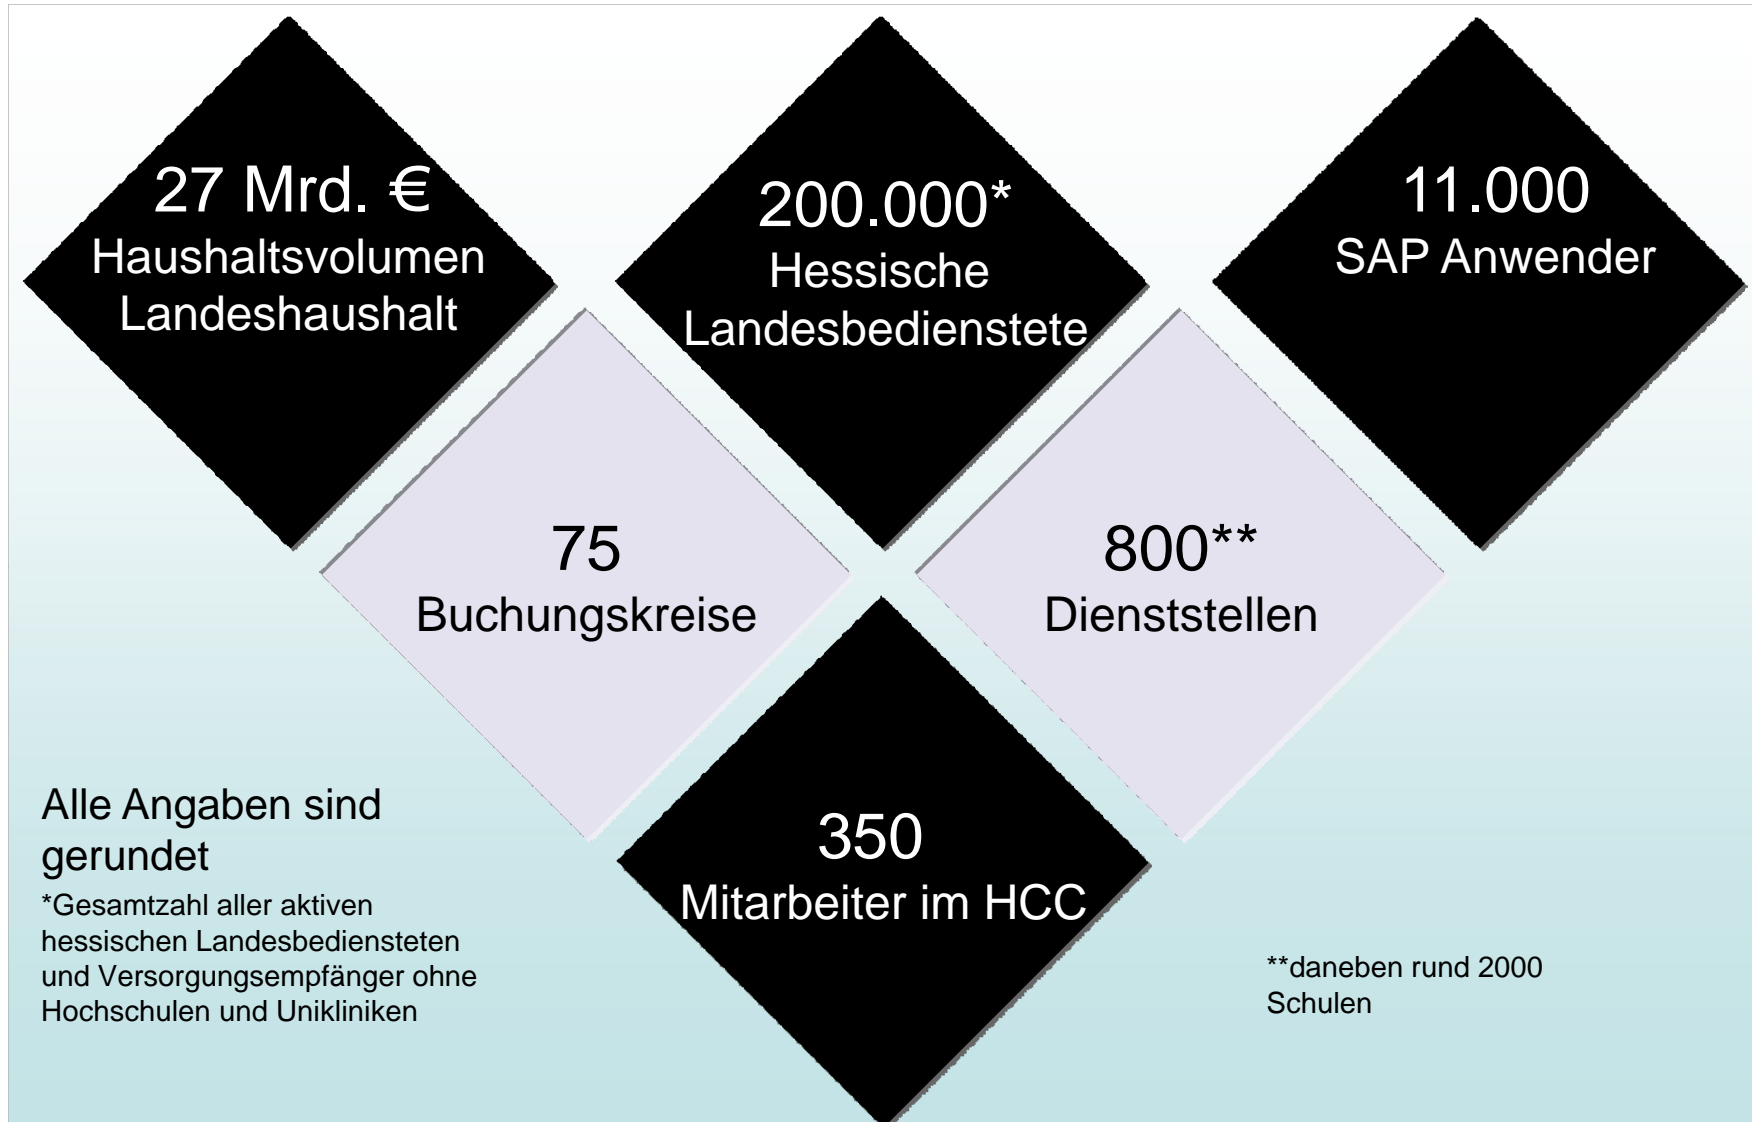 27 Mrd. €
Haushaltsvolumen
Landeshaushalt
200.000*
Hessische
Landesbedienstete
11.000
SAP Anwender
75
Buchungskreise
800**
Dienststellen
350
Mitarbeiter im HCC
Alle Angaben sind
gerundet
*Gesamtzahl aller aktiven
hessischen Landesbediensteten
und Versorgungsempfänger ohne
Hochschulen und Unikliniken
**daneben rund 2000
Schulen